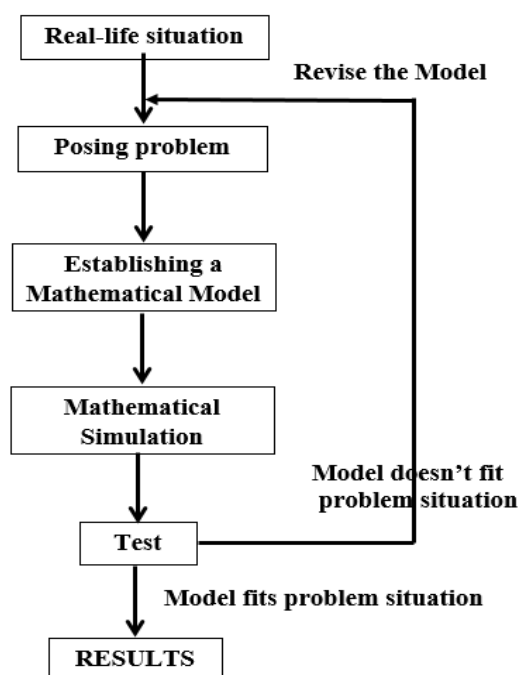 Real-life situation
Revise the Model
Posing problem
Establishing a
Mathematical Model
Mathematical
Simulation
Model doesn't fit
problem situation
Test
Model fits problem situation
RESULTS